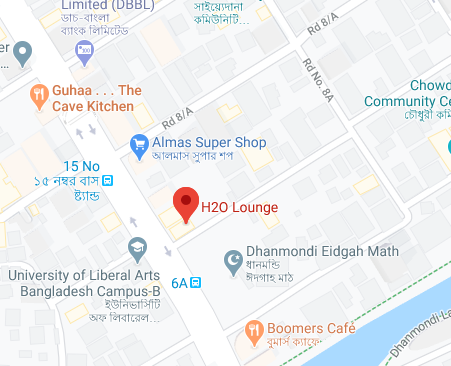 Limited (DBBL)
ডাচ-বাংলা
ব্যাংক লিমিটেড
সাইয়্যেদেনা
কমিউনিটি...
Rd 8/A
Rd No. 8A
Guhaa . . . The
Cave Kitchen
Rd 8/A
Chowd
Community Ce
চৌধুরী কমি
Almas Super Shop
আলমাস সুপার শপ
15 No
১৫ নম্বর বাস
স্ট্যান্ড
H2O Lounge
University of Liberal Arts
Bangladesh Campus-B
ইউনিভার্সিটি
অফ লিবারেল...
Dhanmondi Eidgah Math
ধানমন্ডি
ঈদগাহ মাঠ
6A
Boomers Café
বুমার্স ক্যাফে
Dhanmondi-La